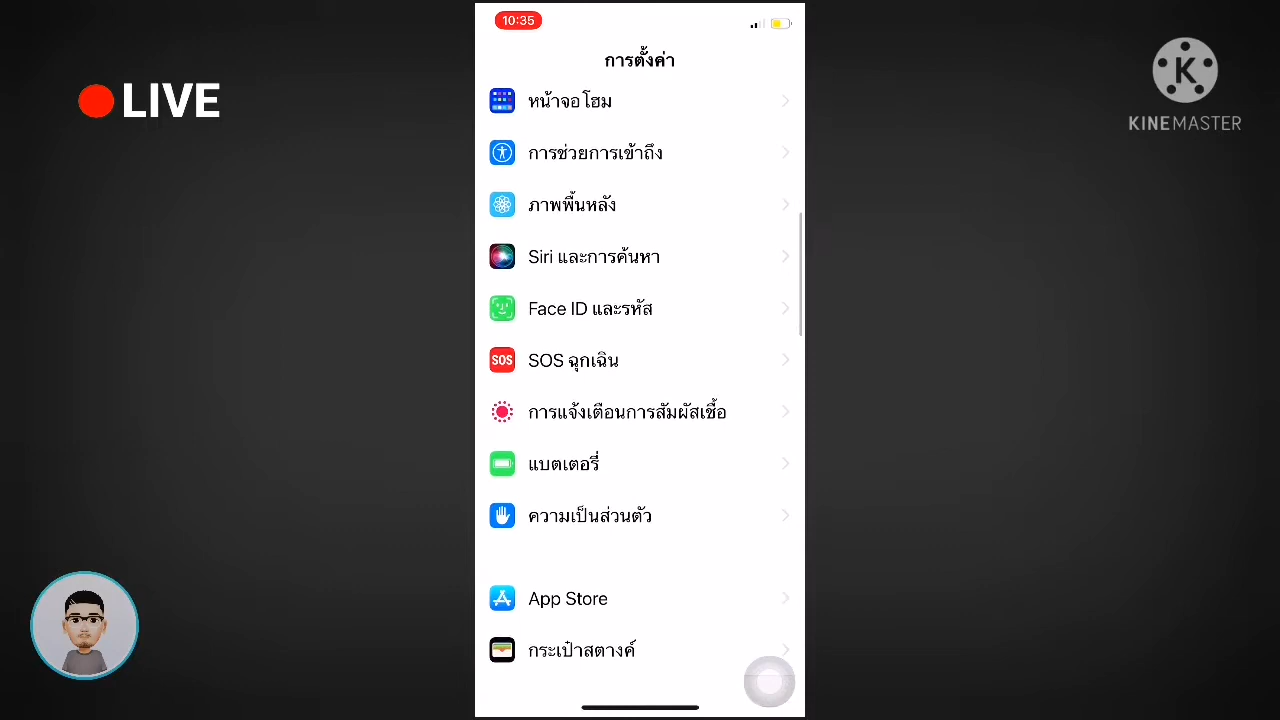 10:35
การตั้งค่า
LIVE
K
KINEMASTER
หน้าจอโฮม
การช่วยการเข้าถึง
ภาพพื้นหลัง
Siri และการค้นหา
Face ID และรหัส
SOS SOS ฉุกเฉิน
การแจ้งเตือนการสัมผัสเชื้อ
แบตเตอรี่
ความเป็นส่วนตัว
App Store
กระเป๋าสตางค์